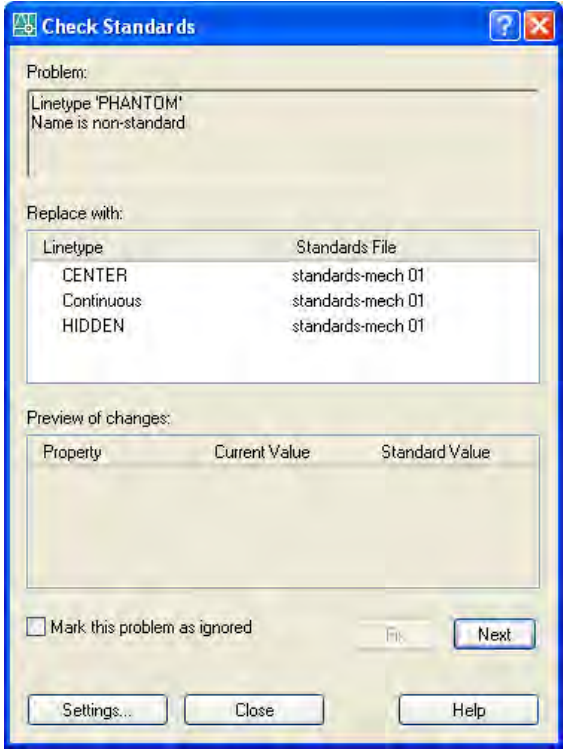 Check Standards
Problem:
Linetype 'PHANTOM'
Name is non-standard
Replace with:
Linetype Standards File
CENTER standards-mech 01
Continuous standards-mech 01
HIDDEN standards-mech 01
Preview of changes:
Property Current Value Standard Value
Mark this problem as ignored Fix Next
Settings... Close Help